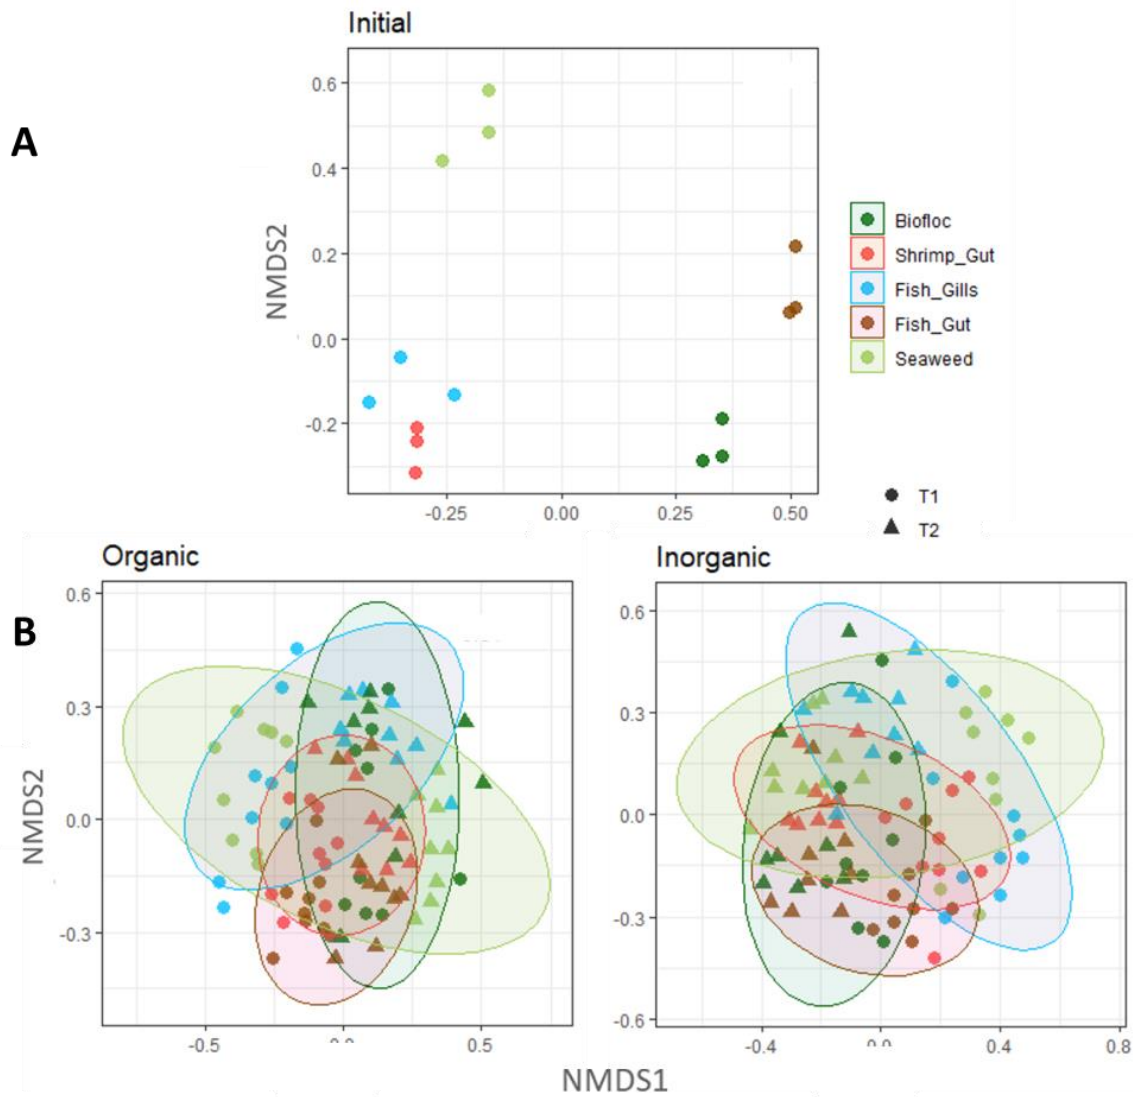 Initial
A
0.6
0.4
0.2
0.0
-0.2
NMDS2
-0.25 0.00 0.25 0.50
Biofloc
Shrimp_Gut
Fish_Gills
Fish_Gut
Seaweed
T1
T2
Organic
Inorganic
B
0.6
0.3
0.0
-0.3
NMDS2
-0.5 0.5
0.6
0.3
0.0
-0.3
-0.6
-0.4 0.4 0.8
NMDS1